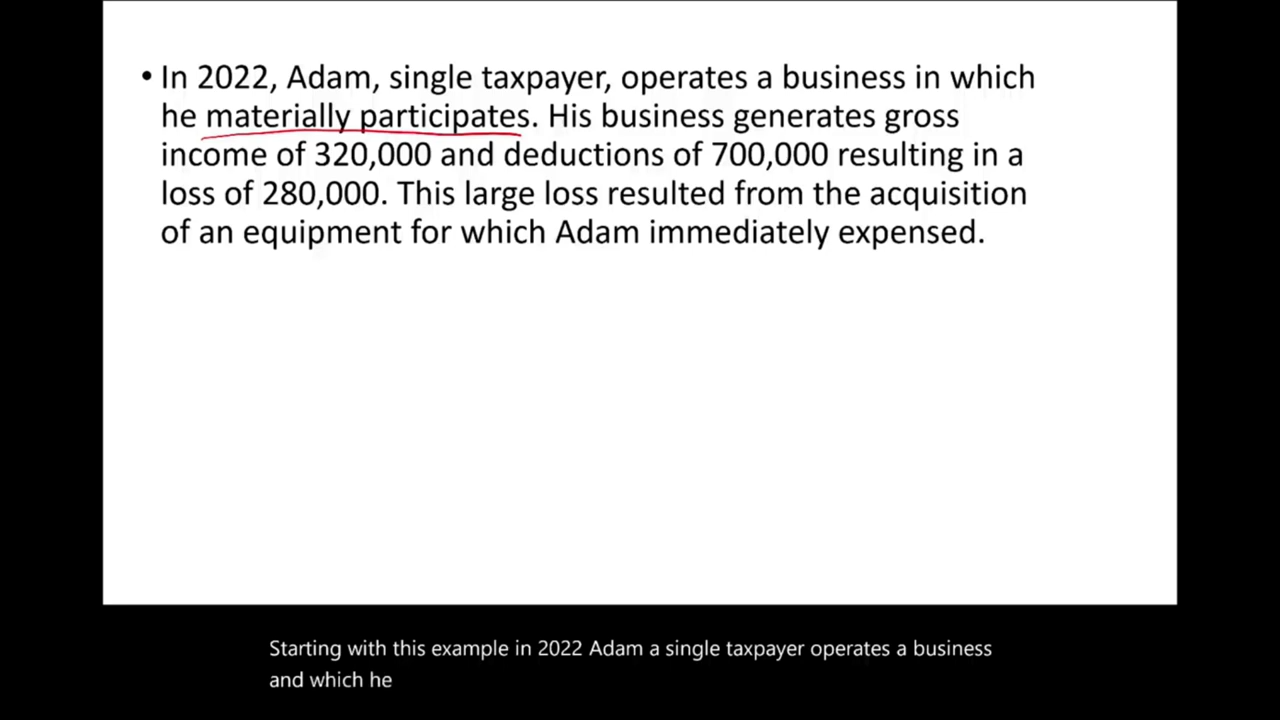 • In 2022, Adam, single taxpayer, operates a business in which
he materially participates. His business generates gross
income of 320,000 and deductions of 700,000 resulting in a
loss of 280,000. This large loss resulted from the acquisition
of an equipment for which Adam immediately expensed.
Starting with this example in 2022 Adam a single taxpayer operates a business
and which he